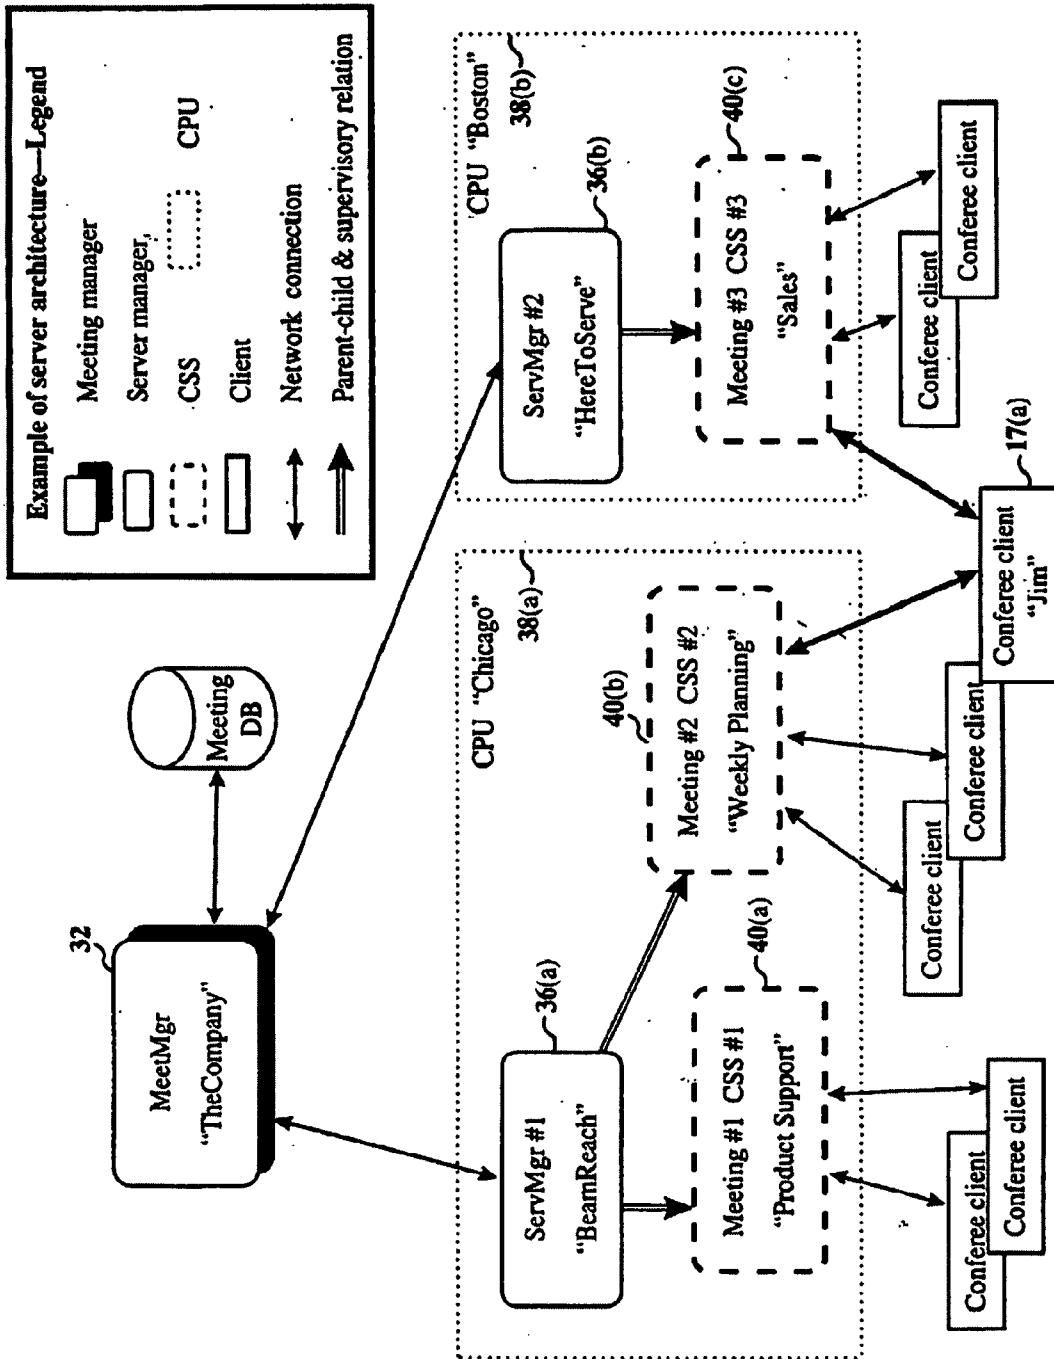 Example of server architecture—Legend
Meeting manager
Server manager
CSS
CPU
Client
Network connection
Parent-child & supervisory relation
32
MeetMgr
"TheCompany"
Meeting
DB
CPU "Chicago"
38(a)
ServMgr #1
"BeamReach"
36(a)
Meeting #1 CSS #1
"Product Support"
40(a)
40(b)
Meeting #2 CSS #2
"Weekly Planning"
CPU "Boston"
38(b)
ServMgr #2
"HereToServe"
36(b)
Meeting #3 CSS #3
"Sales"
40(c)
Conferee client
Conferee client
Conferee client
Conferee client
Conferee client
"Jim"
17(a)
Conferee client
Conferee client